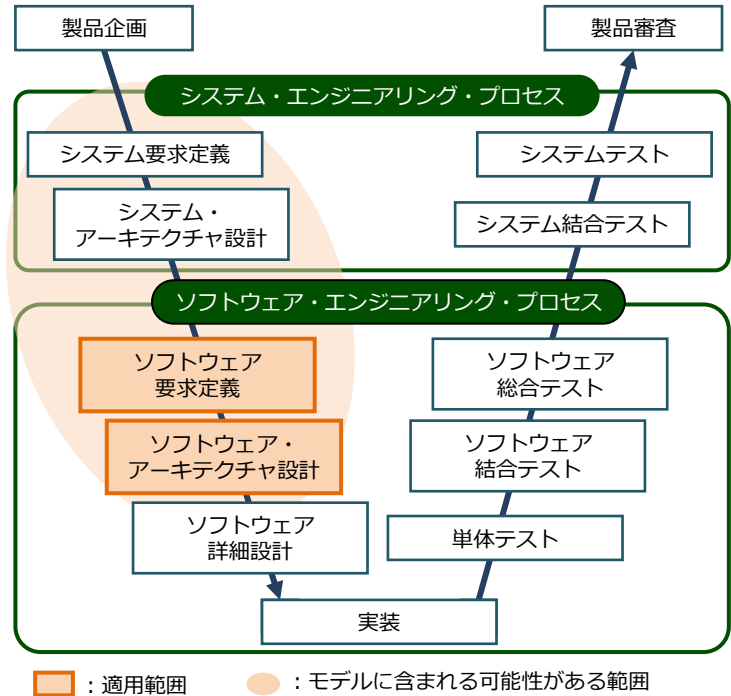 製品企画
製品審査
システム・エンジニアリング・プロセス
システム要求定義
システムテスト
システム・
アーキテクチャ設計
システム結合テスト
ソフトウェア・エンジニアリング・プロセス
ソフトウェア
要求定義
ソフトウェア
総合テスト
ソフトウェア・
アーキテクチャ設計
ソフトウェア
結合テスト
ソフトウェア
詳細設計
単体テスト
実装
:適用範囲
:モデルに含まれる可能性がある範囲